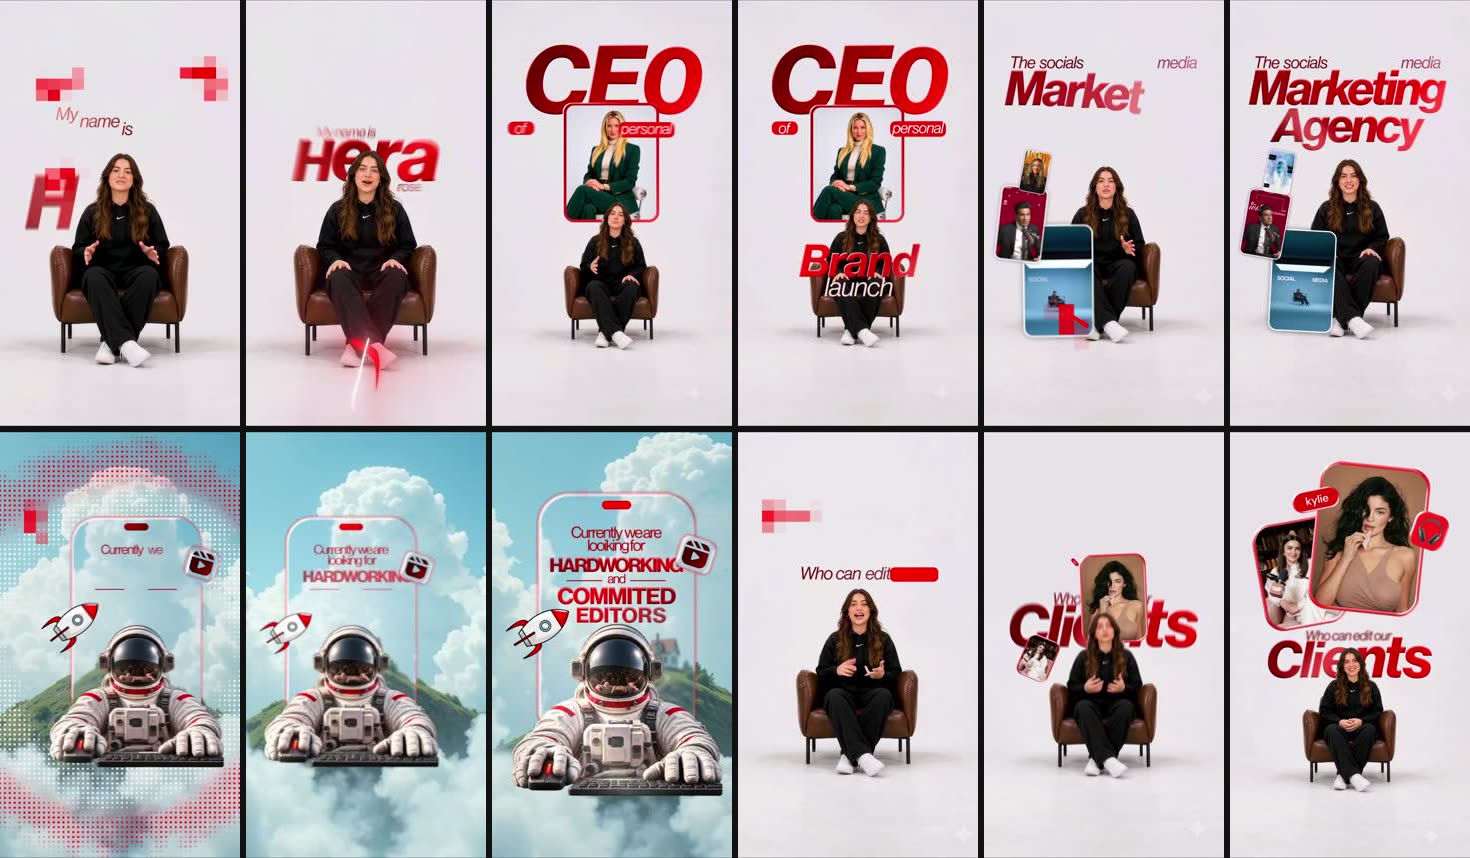 My name is
H
My name is
Hera
rose
CEO
of
personal
CEO
of
personal
Brand
launch
The socials media
Market
SOCIAL
The socials media
Marketing
Agency
SOCIAL MEDIA
Currently we
Currently we are
looking for
HARDWORKING
Currently we are
looking for
HARDWORKING
and
COMMITED
EDITORS
Who can edit
Clients
kylie
Who can edit our
Clients